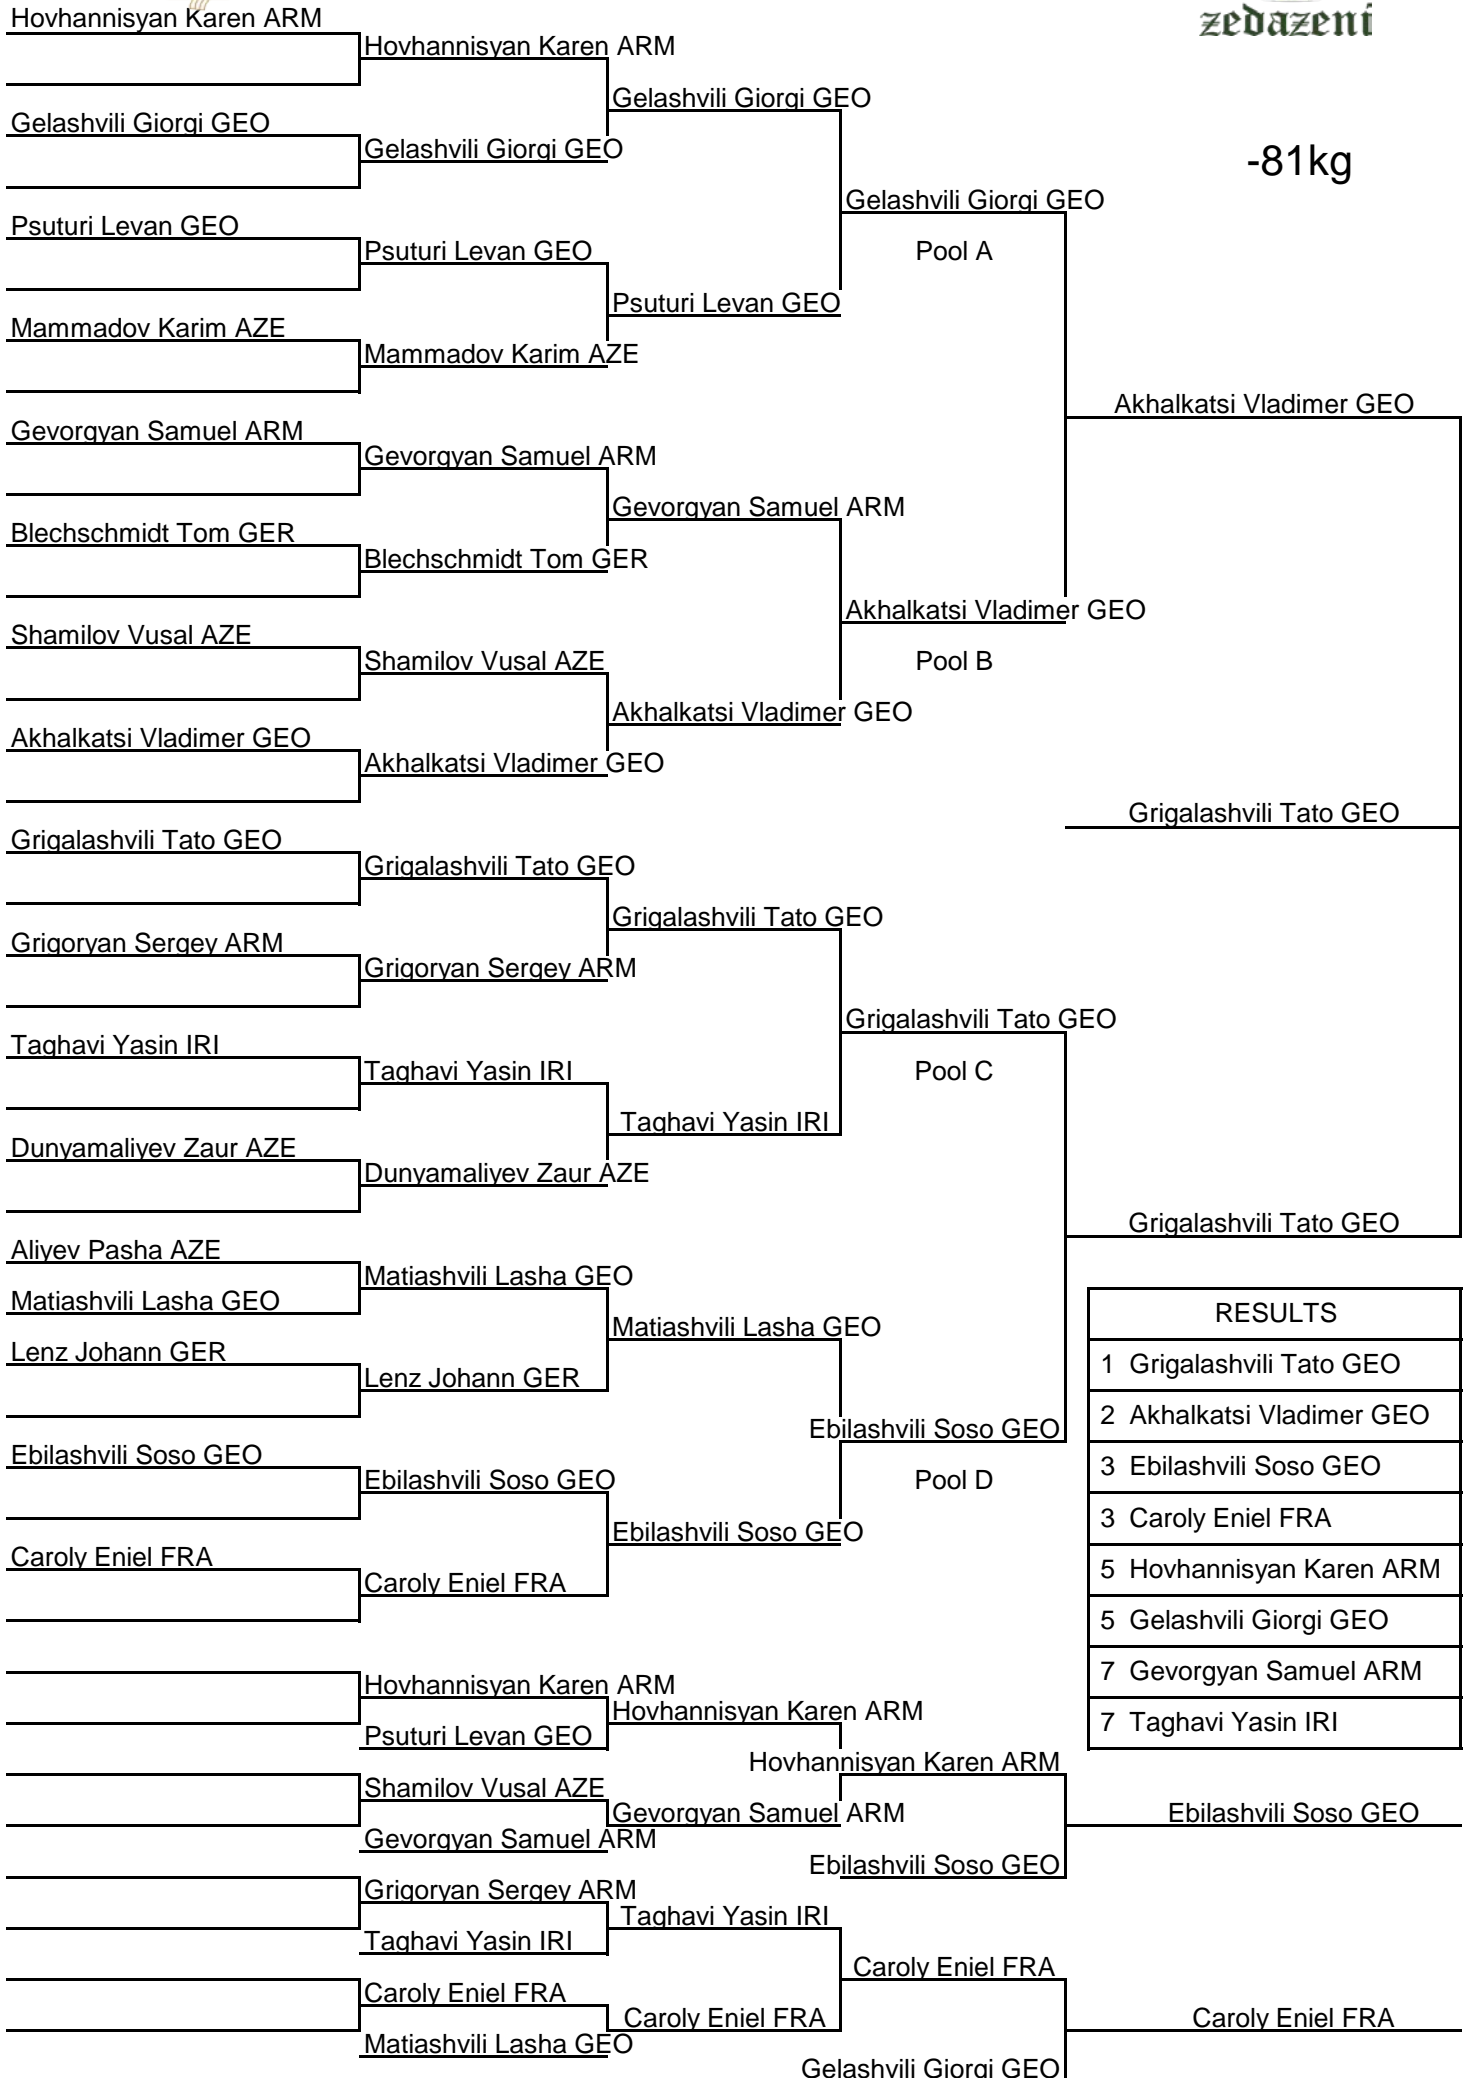 zedazeni
-81kg
Hovhannisyan Karen ARM
Gelashvili Giorgi GEO
Psuturi Levan GEO
Mammadov Karim AZE
Gevorgyan Samuel ARM
Blechschmidt Tom GER
Shamilov Vusal AZE
Akhalkatsi Vladimer GEO
Grigalashvili Tato GEO
Grigoryan Sergey ARM
Taghavi Yasin IRI
Dunyamaliyev Zaur AZE
Aliyev Pasha AZE
Matiashvili Lasha GEO
Lenz Johann GER
Ebilashvili Soso GEO
Caroly Eniel FRA
Hovhannisyan Karen ARM
Gelashvili Giorgi GEO
Psuturi Levan GEO
Mammadov Karim AZE
Gevorgyan Samuel ARM
Blechschmidt Tom GER
Shamilov Vusal AZE
Akhalkatsi Vladimer GEO
Grigalashvili Tato GEO
Grigoryan Sergey ARM
Taghavi Yasin IRI
Dunyamaliyev Zaur AZE
Matiashvili Lasha GEO
Lenz Johann GER
Ebilashvili Soso GEO
Caroly Eniel FRA
Gelashvili Giorgi GEO
Psuturi Levan GEO
Gevorgyan Samuel ARM
Akhalkatsi Vladimer GEO
Grigalashvili Tato GEO
Taghavi Yasin IRI
Matiashvili Lasha GEO
Ebilashvili Soso GEO
Gelashvili Giorgi GEO
Pool A
Akhalkatsi Vladimer GEO
Pool B
Grigalashvili Tato GEO
Pool C
Ebilashvili Soso GEO
Pool D
Akhalkatsi Vladimer GEO
Grigalashvili Tato GEO
Grigalashvili Tato GEO
RESULTS
1 Grigalashvili Tato GEO
2 Akhalkatsi Vladimer GEO
3 Ebilashvili Soso GEO
3 Caroly Eniel FRA
5 Hovhannisyan Karen ARM
5 Gelashvili Giorgi GEO
7 Gevorgyan Samuel ARM
7 Taghavi Yasin IRI
Hovhannisyan Karen ARM
Psuturi Levan GEO
Shamilov Vusal AZE
Gevorgyan Samuel ARM
Grigoryan Sergey ARM
Taghavi Yasin IRI
Caroly Eniel FRA
Matiashvili Lasha GEO
Hovhannisyan Karen ARM
Gevorgyan Samuel ARM
Taghavi Yasin IRI
Caroly Eniel FRA
Hovhannisyan Karen ARM
Ebilashvili Soso GEO
Caroly Eniel FRA
Gelashvili Giorgi GEO
Ebilashvili Soso GEO
Caroly Eniel FRA